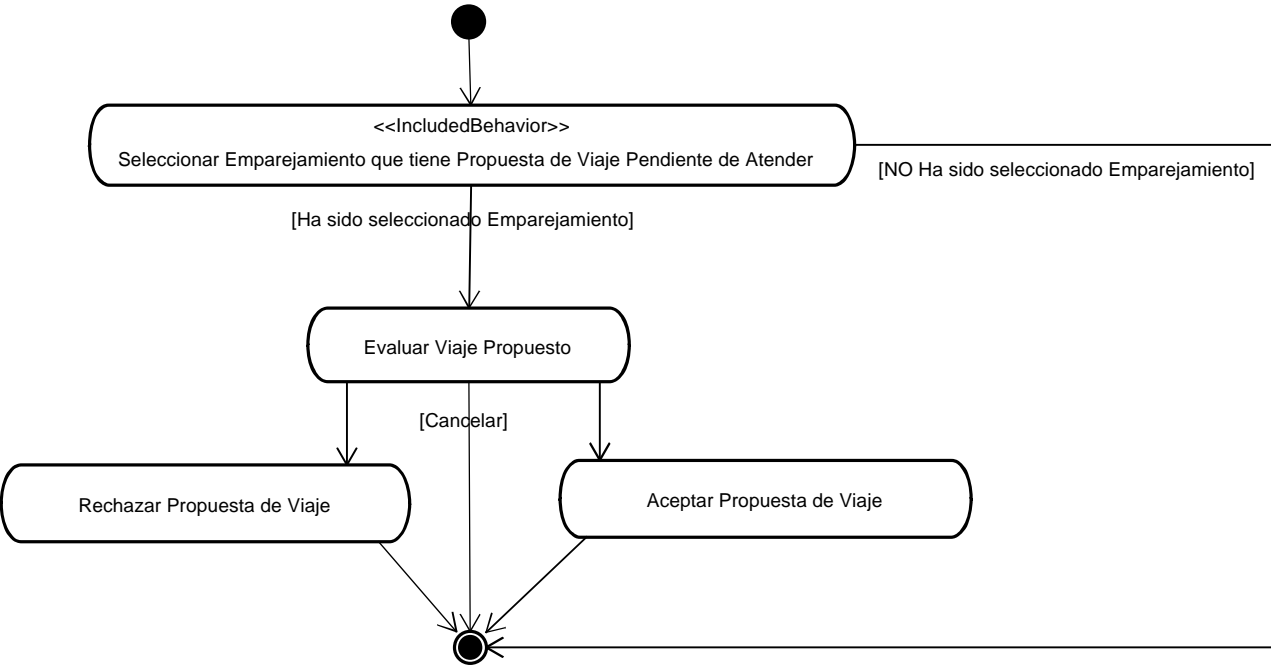 <<IncludedBehavior>>
Seleccionar Emparejamiento que tiene Propuesta de Viaje Pendiente de Atender
[NO Ha sido seleccionado Emparejamiento]
[Ha sido seleccionado Emparejamiento]
Evaluar Viaje Propuesto
[Cancelar]
Rechazar Propuesta de Viaje
Aceptar Propuesta de Viaje